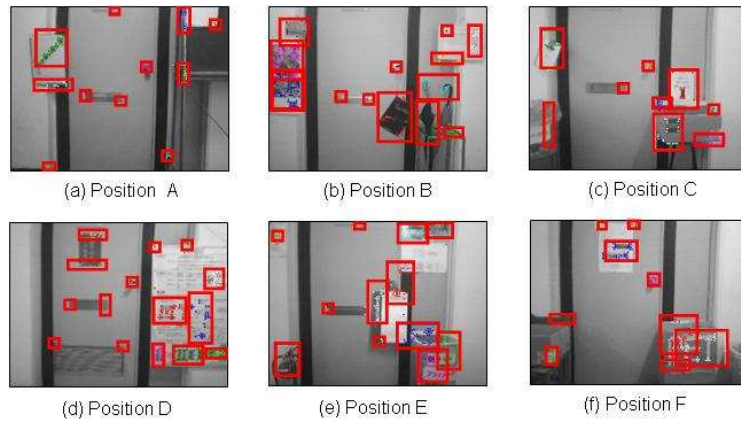 (a) Position A
(b) Position B
(c) Position C
(d) Position D
(e) Position E
(f) Position F